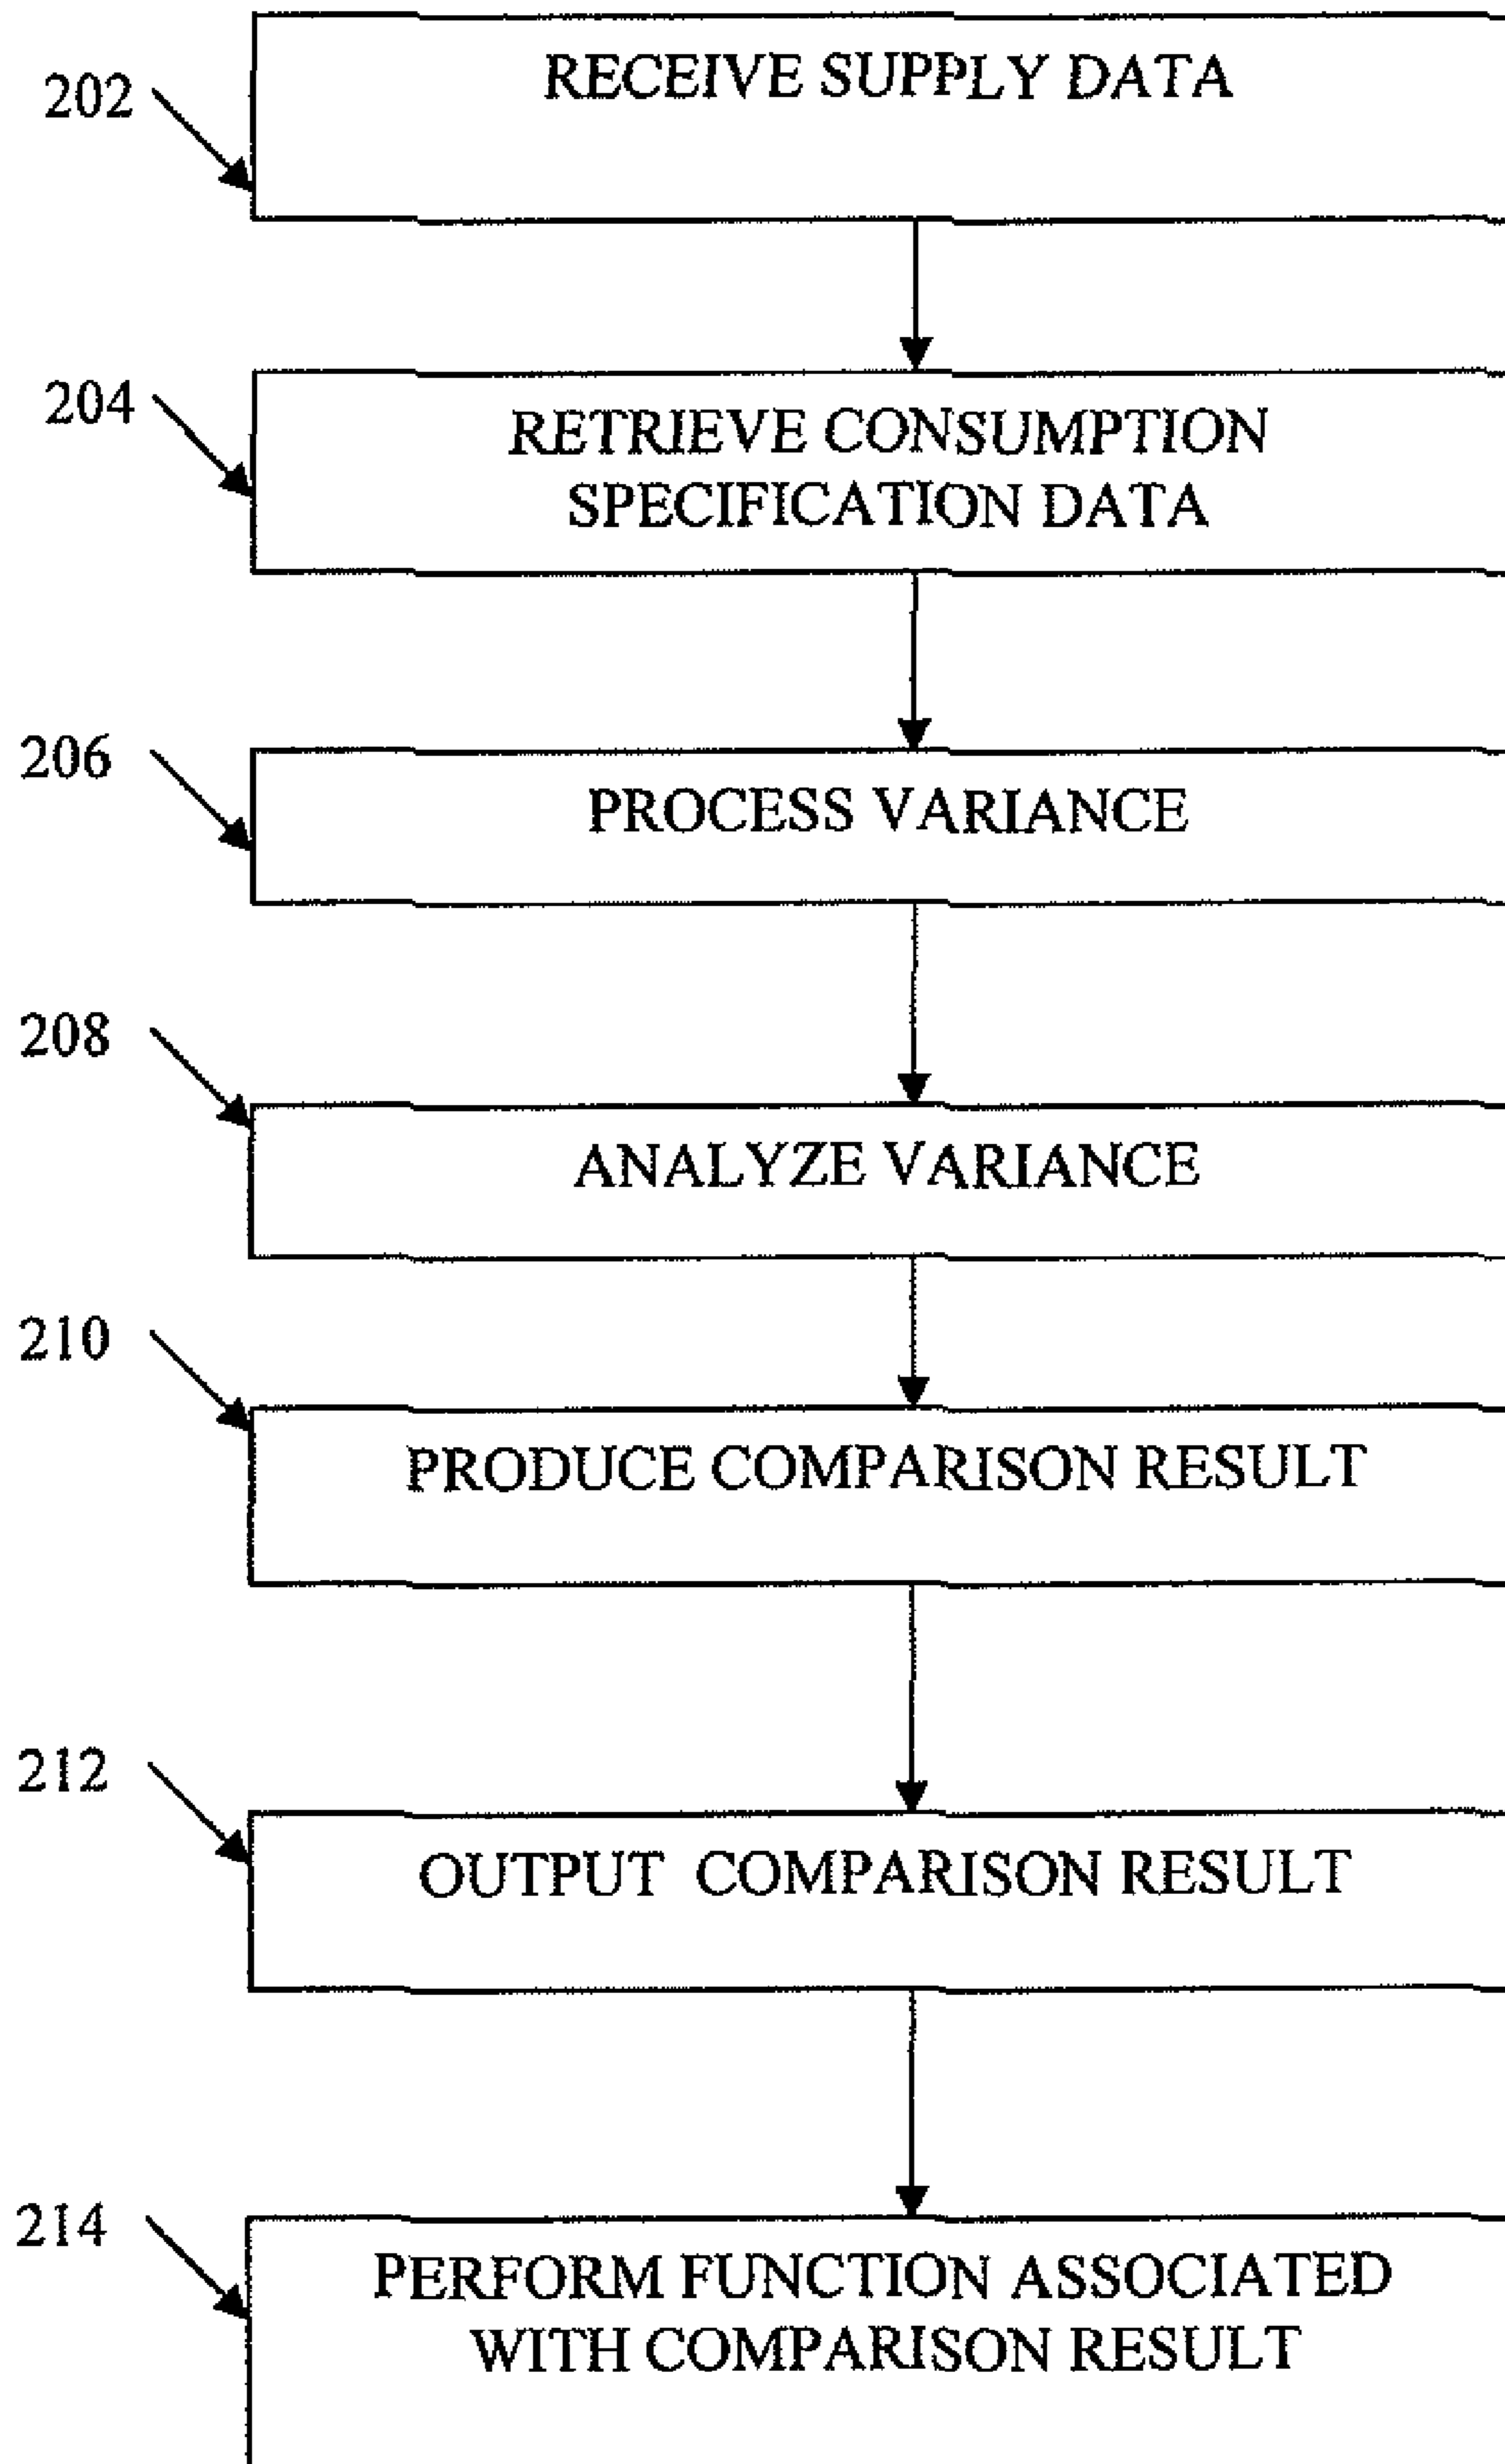 202
RECEIVE SUPPLY DATA
204
RETRIEVE CONSUMPTION
SPECIFICATION DATA
206
PROCESS VARIANCE
208
ANALYZE VARIANCE
210
PRODUCE COMPARISON RESULT
212
OUTPUT COMPARISON RESULT
214
PERFORM FUNCTION ASSOCIATED
WITH COMPARISON RESULT